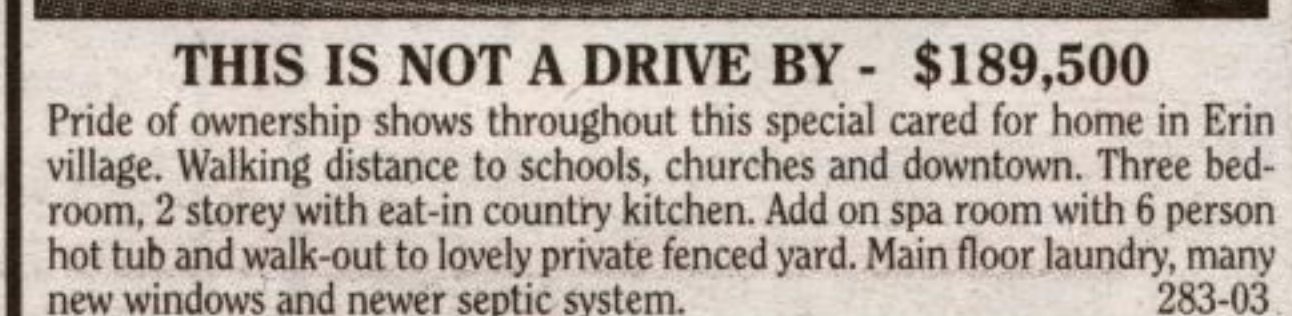 THIS IS NOT A DRIVE BY - $189,500
Pride of ownership shows throughout this special cared for home in Erin
village. Walking distance to schools, churches and downtown. Three bed-
room, 2 storey with eat-in country kitchen. Add on spa room with 6 person
hot tub and walk-out to lovely private fenced yard. Main floor laundry, many
new windows and newer septic system. 283-03